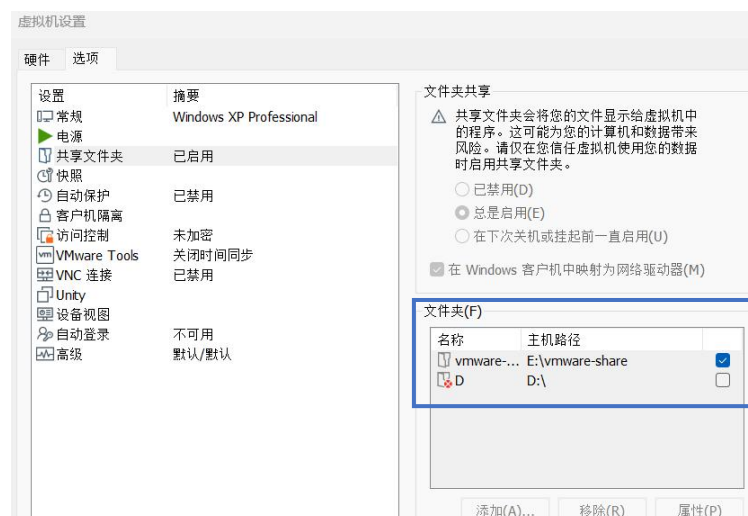 虚拟机设置
硬件 选项
设置 摘要
常规 Windows XP Professional
电源
共享文件夹 已启用
快照
自动保护 已禁用
客户机隔离
访问控制 未加密
VMware Tools 关闭时间同步
VNC 连接 已禁用
Unity
设备视图
自动登录 不可用
高级 默认/默认
文件夹共享
共享文件夹会将您的文件显示给虚拟机中
的程序。这可能为您的计算机和数据带来
风险。请仅在您信任虚拟机使用您的数据
时启用共享文件夹。
已禁用(D)
总是启用(E)
在下次关机或挂起前一直启用(U)
在 Windows 客户机中映射为网络驱动器(M)
文件夹(F)
名称 主机路径
vmware-... E:\vmware-share
D D:\
添加(A)... 移除(R) 属性(P)